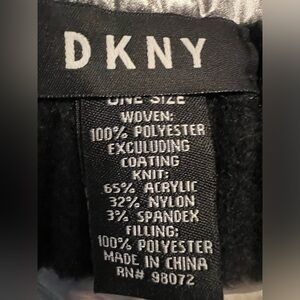 DKNY
ONE SIZE
WOVEN:
100% POLYESTER
EXCULUDING
COATING
KNIT:
65% ACRYLIC
32% NYLON
3% SPANDEX
FILLING:
100% POLYESTER
MADE IN CHINA
RN# 98072